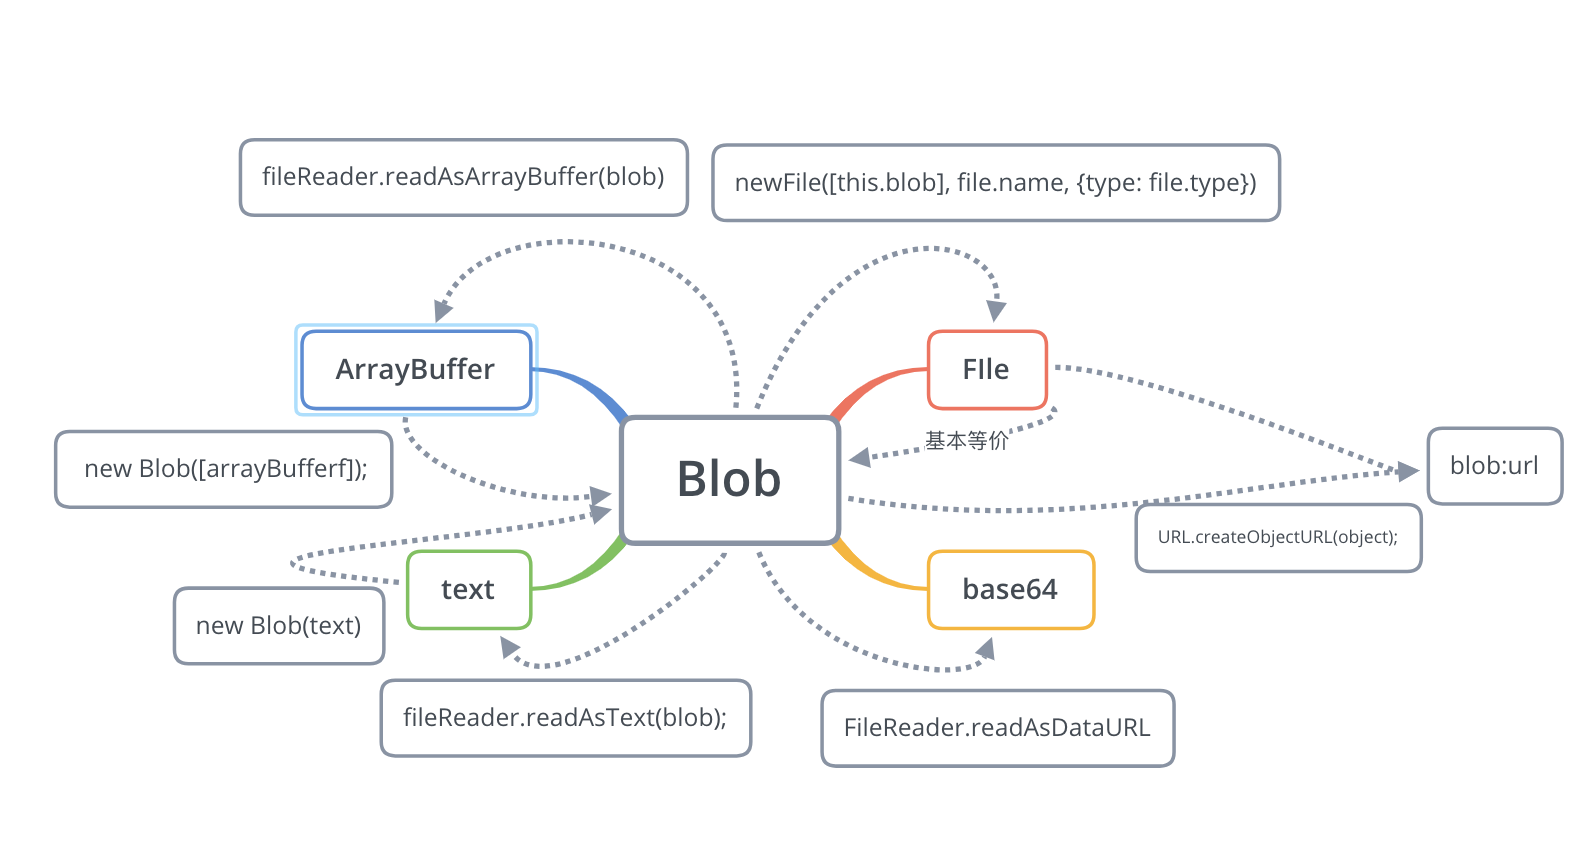 fileReader.readAsArrayBuffer(blob)
newFile([this.blob], file.name, {type: file.type})
ArrayBuffer
FIle
基本等价
new Blob([arrayBufferf]);
Blob
blob:url
URL.createObjectURL(object);
text
base64
new Blob(text)
fileReader.readAsText(blob);
FileReader.readAsDataURL